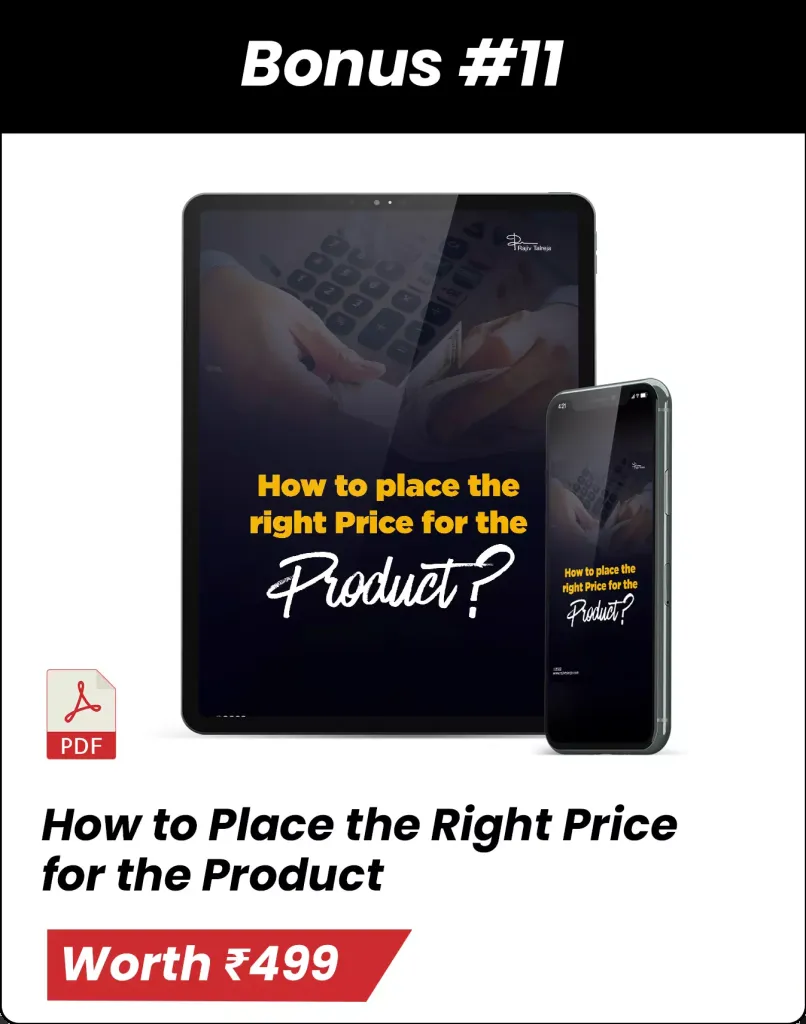 Bonus #11
Rajiv Talreja
How to place the
right Price for the
Product?
4:21
How to place the
right Price for the
Product?
PDF
How to Place the Right Price
for the Product
Worth ₹499